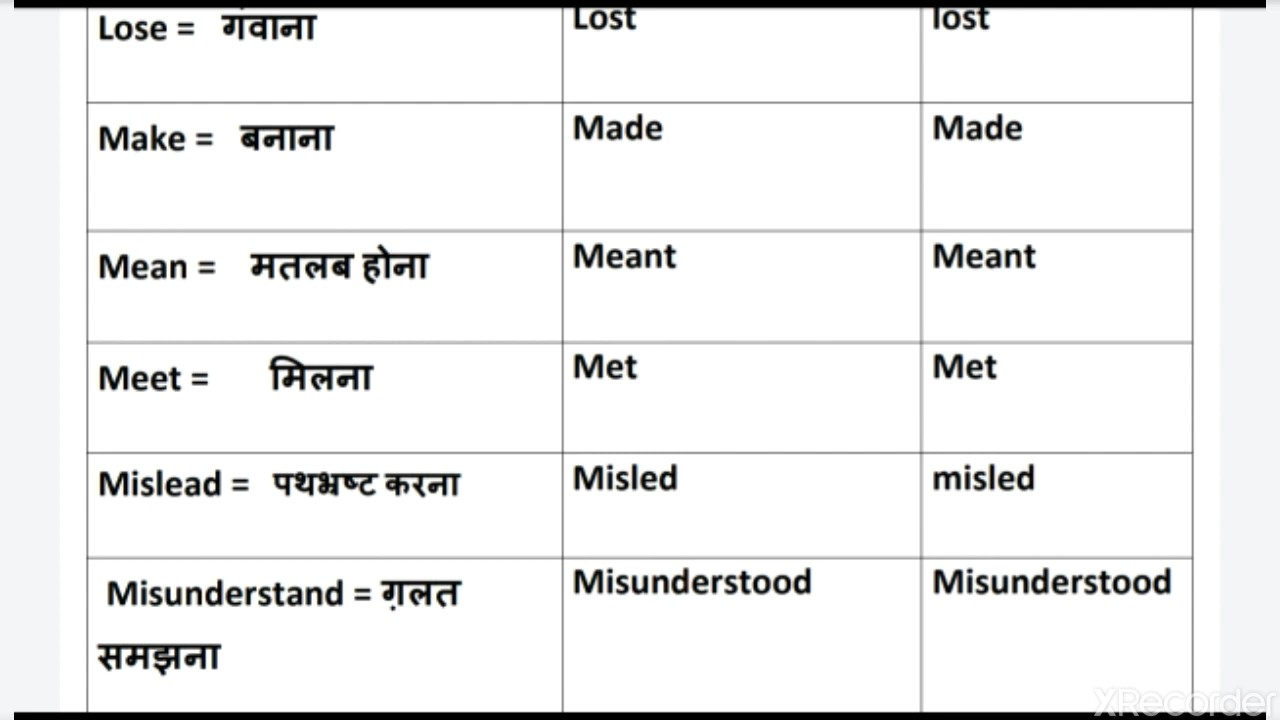 Lose = गंवाना Lost lost
Make = बनाना Made Made
Mean = मतलब होना Meant Meant
Meet = मिलना Met Met
Mislead = पथभ्रष्ट करना Misled misled
Misunderstand = ग़लत Misunderstood Misunderstood
समझना
XRecorder